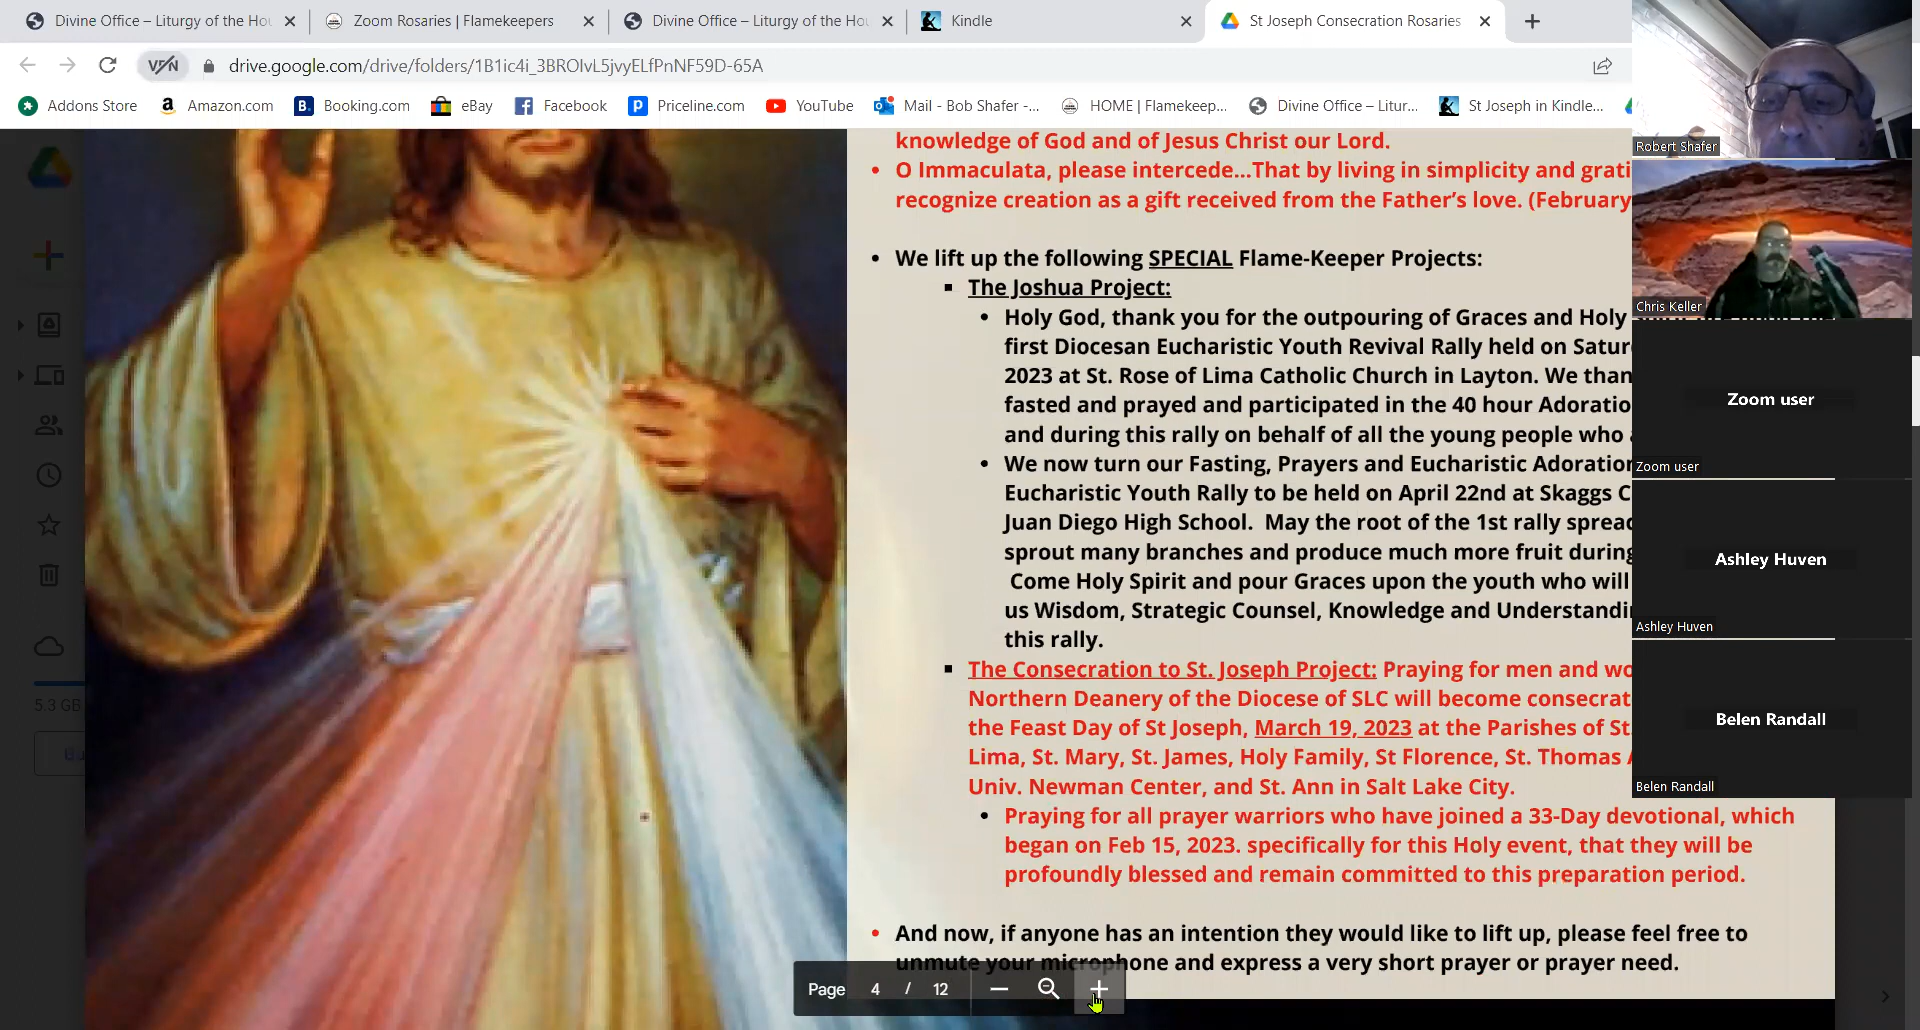 Divine Office – Liturgy of the Hou
Zoom Rosaries | Flamekeepers
Divine Office – Liturgy of the Hou
Kindle
St Joseph Consecration Rosaries
VPN
drive.google.com/drive/folders/1B1ic4i_3BROIvL5jvyELfPnNF59D-65A
Addons Store
Amazon.com
Booking.com
eBay
Facebook
Priceline.com
YouTube
Mail - Bob Shafer -...
HOME | Flamekeep...
Divine Office – Litur...
St Joseph in Kindle...
knowledge of God and of Jesus Christ our Lord.
• O Immaculata, please intercede...That by living in simplicity and grati
recognize creation as a gift received from the Father's love. (February
• We lift up the following SPECIAL Flame-Keeper Projects:
▪ The Joshua Project:
• Holy God, thank you for the outpouring of Graces and Holy
first Diocesan Eucharistic Youth Revival Rally held on Satur
2023 at St. Rose of Lima Catholic Church in Layton. We than
fasted and prayed and participated in the 40 hour Adoratio
and during this rally on behalf of all the young people who a
• We now turn our Fasting, Prayers and Eucharistic Adoration
Eucharistic Youth Rally to be held on April 22nd at Skaggs C
Juan Diego High School. May the root of the 1st rally spread
sprout many branches and produce much more fruit during
Come Holy Spirit and pour Graces upon the youth who will
us Wisdom, Strategic Counsel, Knowledge and Understandin
this rally.
▪ The Consecration to St. Joseph Project: Praying for men and wo
Northern Deanery of the Diocese of SLC will become consecrat
the Feast Day of St Joseph, March 19, 2023 at the Parishes of St.
Lima, St. Mary, St. James, Holy Family, St Florence, St. Thomas A
Univ. Newman Center, and St. Ann in Salt Lake City.
• Praying for all prayer warriors who have joined a 33-Day devotional, which
began on Feb 15, 2023. specifically for this Holy event, that they will be
profoundly blessed and remain committed to this preparation period.
• And now, if anyone has an intention they would like to lift up, please feel free to
unmute your microphone and express a very short prayer or prayer need.
Page 4 / 12
5.3 GB
Robert Shafer
Chris Keller
Zoom user
Zoom user
Ashley Huven
Ashley Huven
Belen Randall
Belen Randall